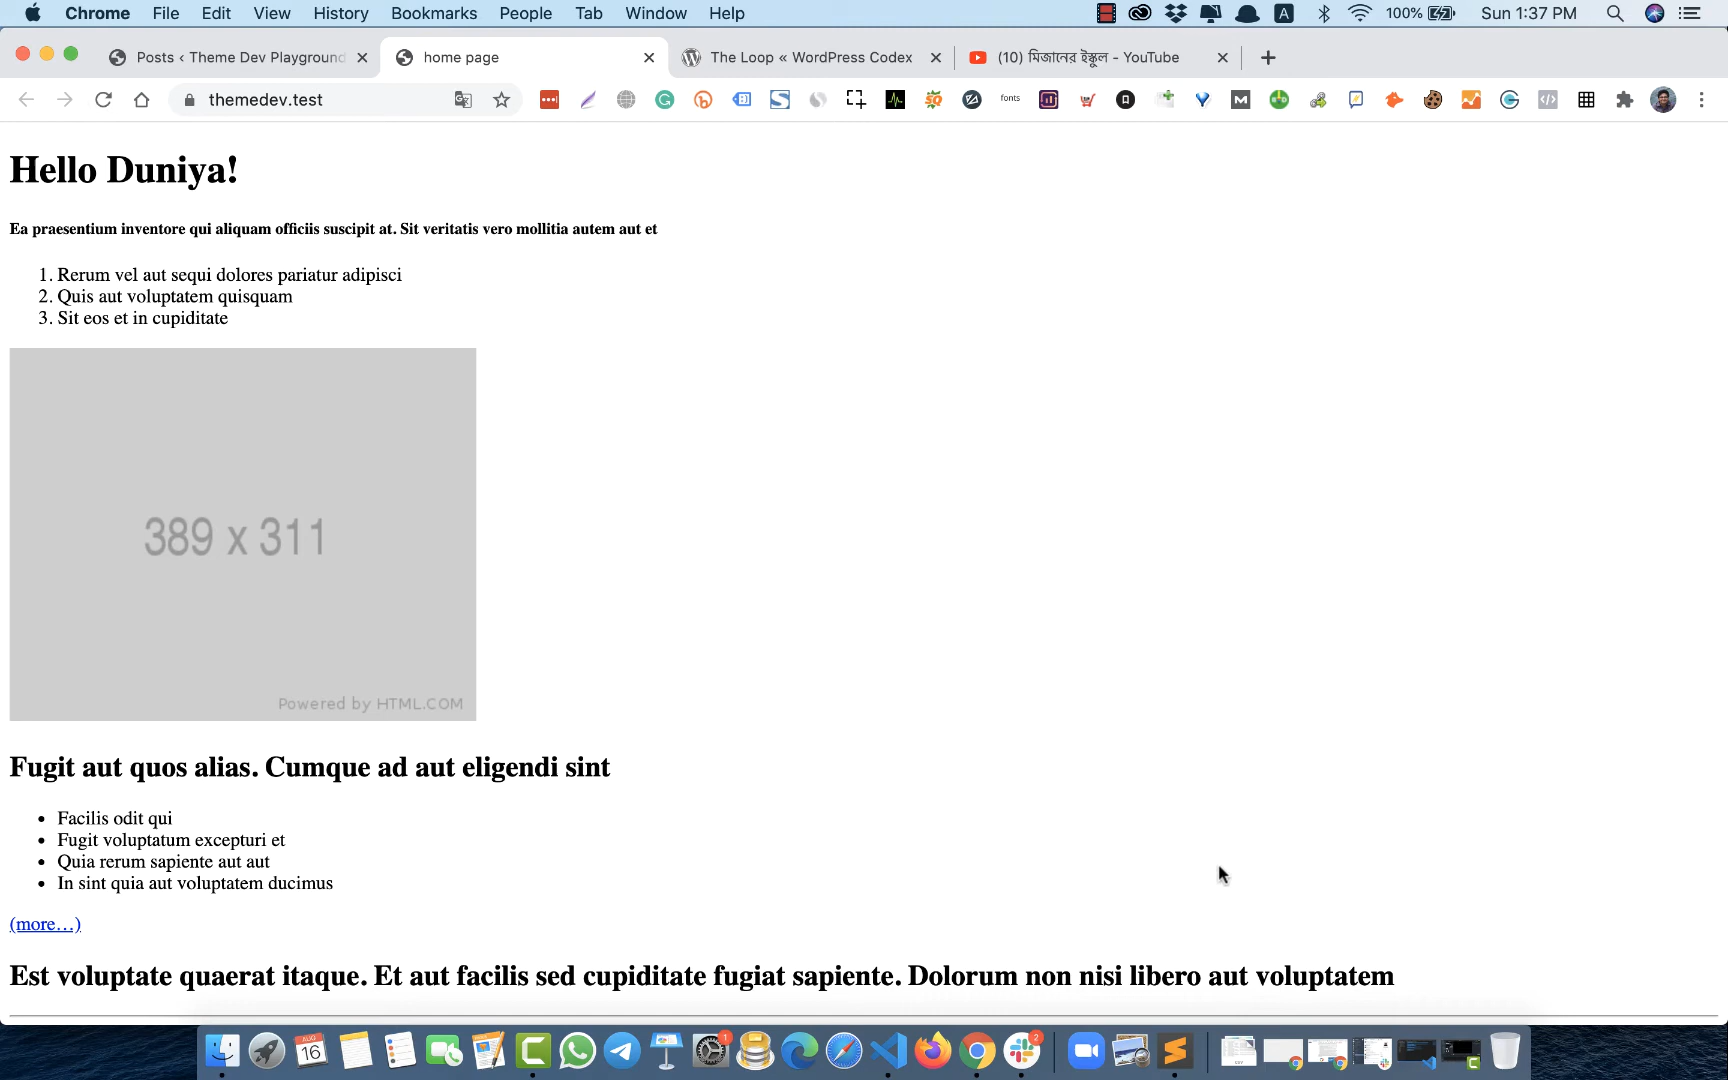 Chrome File Edit View History Bookmarks People Tab Window Help 100% Sun 1:37 PM
Posts ‹ Theme Dev Playground
home page
The Loop « WordPress Codex
(10) মিজানের ইস্কুল - YouTube
themedev.test
fonts
Hello Duniya!
Ea praesentium inventore qui aliquam officiis suscipit at. Sit veritatis vero mollitia autem aut et
1. Rerum vel aut sequi dolores pariatur adipisci
2. Quis aut voluptatem quisquam
3. Sit eos et in cupiditate
389 x 311
Powered by HTML.COM
Fugit aut quos alias. Cumque ad aut eligendi sint
• Facilis odit qui
• Fugit voluptatum excepturi et
• Quia rerum sapiente aut aut
• In sint quia aut voluptatem ducimus
(more…)
Est voluptate quaerat itaque. Et aut facilis sed cupiditate fugiat sapiente. Dolorum non nisi libero aut voluptatem
AUG
16
1
2